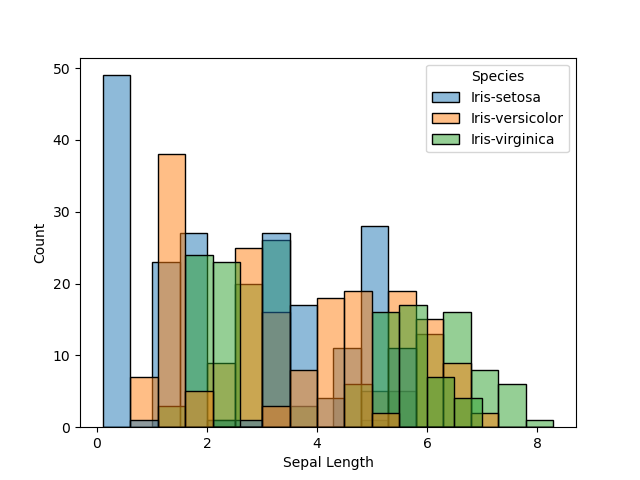 50
40
30
20
10
0
Count
Species
Iris-setosa
Iris-versicolor
Iris-virginica
0 2 4 6 8
Sepal Length